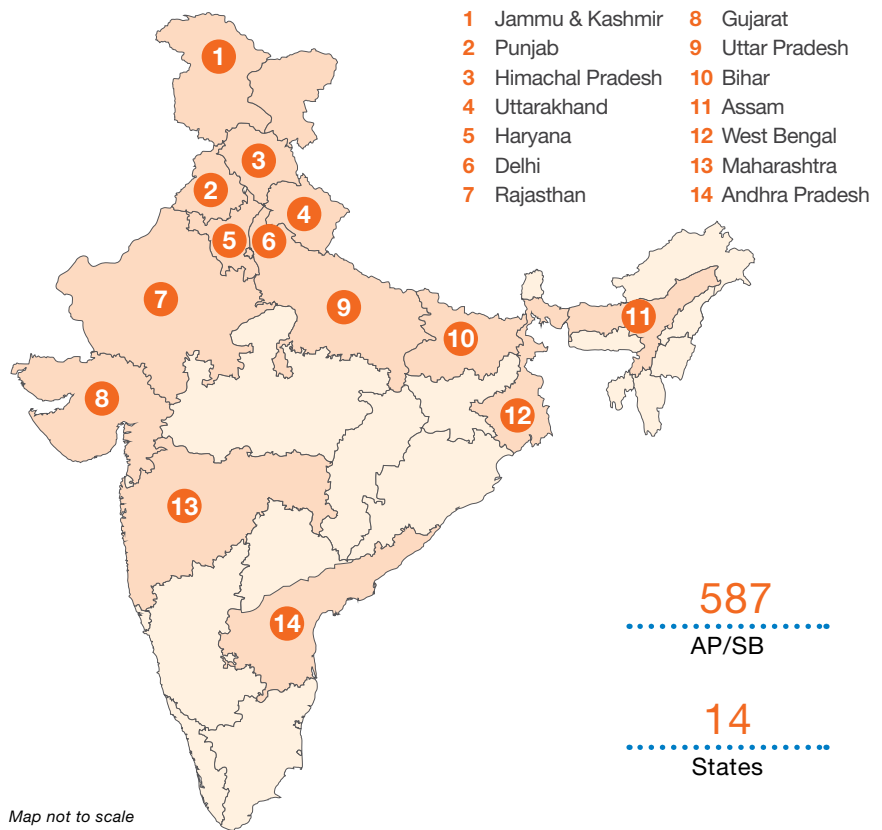 1 Jammu & Kashmir
2 Punjab
3 Himachal Pradesh
4 Uttarakhand
5 Haryana
6 Delhi
7 Rajasthan
8 Gujarat
9 Uttar Pradesh
10 Bihar
11 Assam
12 West Bengal
13 Maharashtra
14 Andhra Pradesh
1
3
2
4
5
6
7
9
11
10
8
12
13
14
587
AP/SB
14
States
Map not to scale